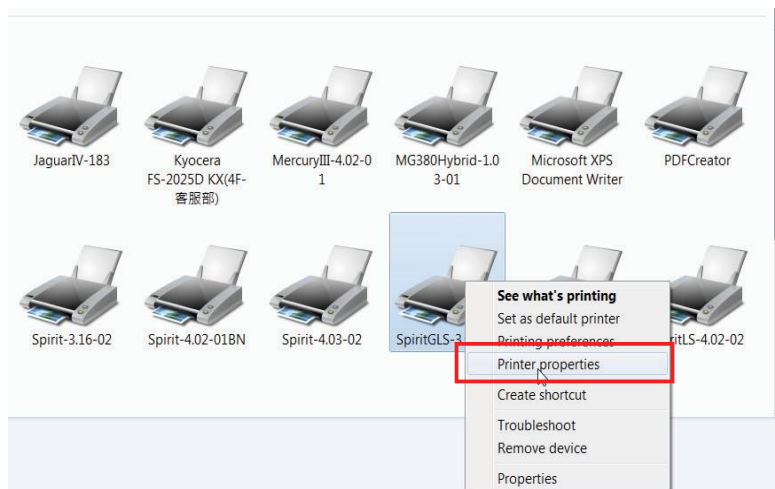 JaguarIV-183
Kyocera
FS-2025D KX(4F-
客服部)
MercuryIII-4.02-0
1
MG380Hybrid-1.0
3-01
Microsoft XPS
Document Writer
PDFCreator
Spirit-3.16-02
Spirit-4.02-01BN
Spirit-4.03-02
SpiritGLS-3
ritLS-4.02-02
See what's printing
Set as default printer
Printing preferences
Printer properties
Create shortcut
Troubleshoot
Remove device
Properties